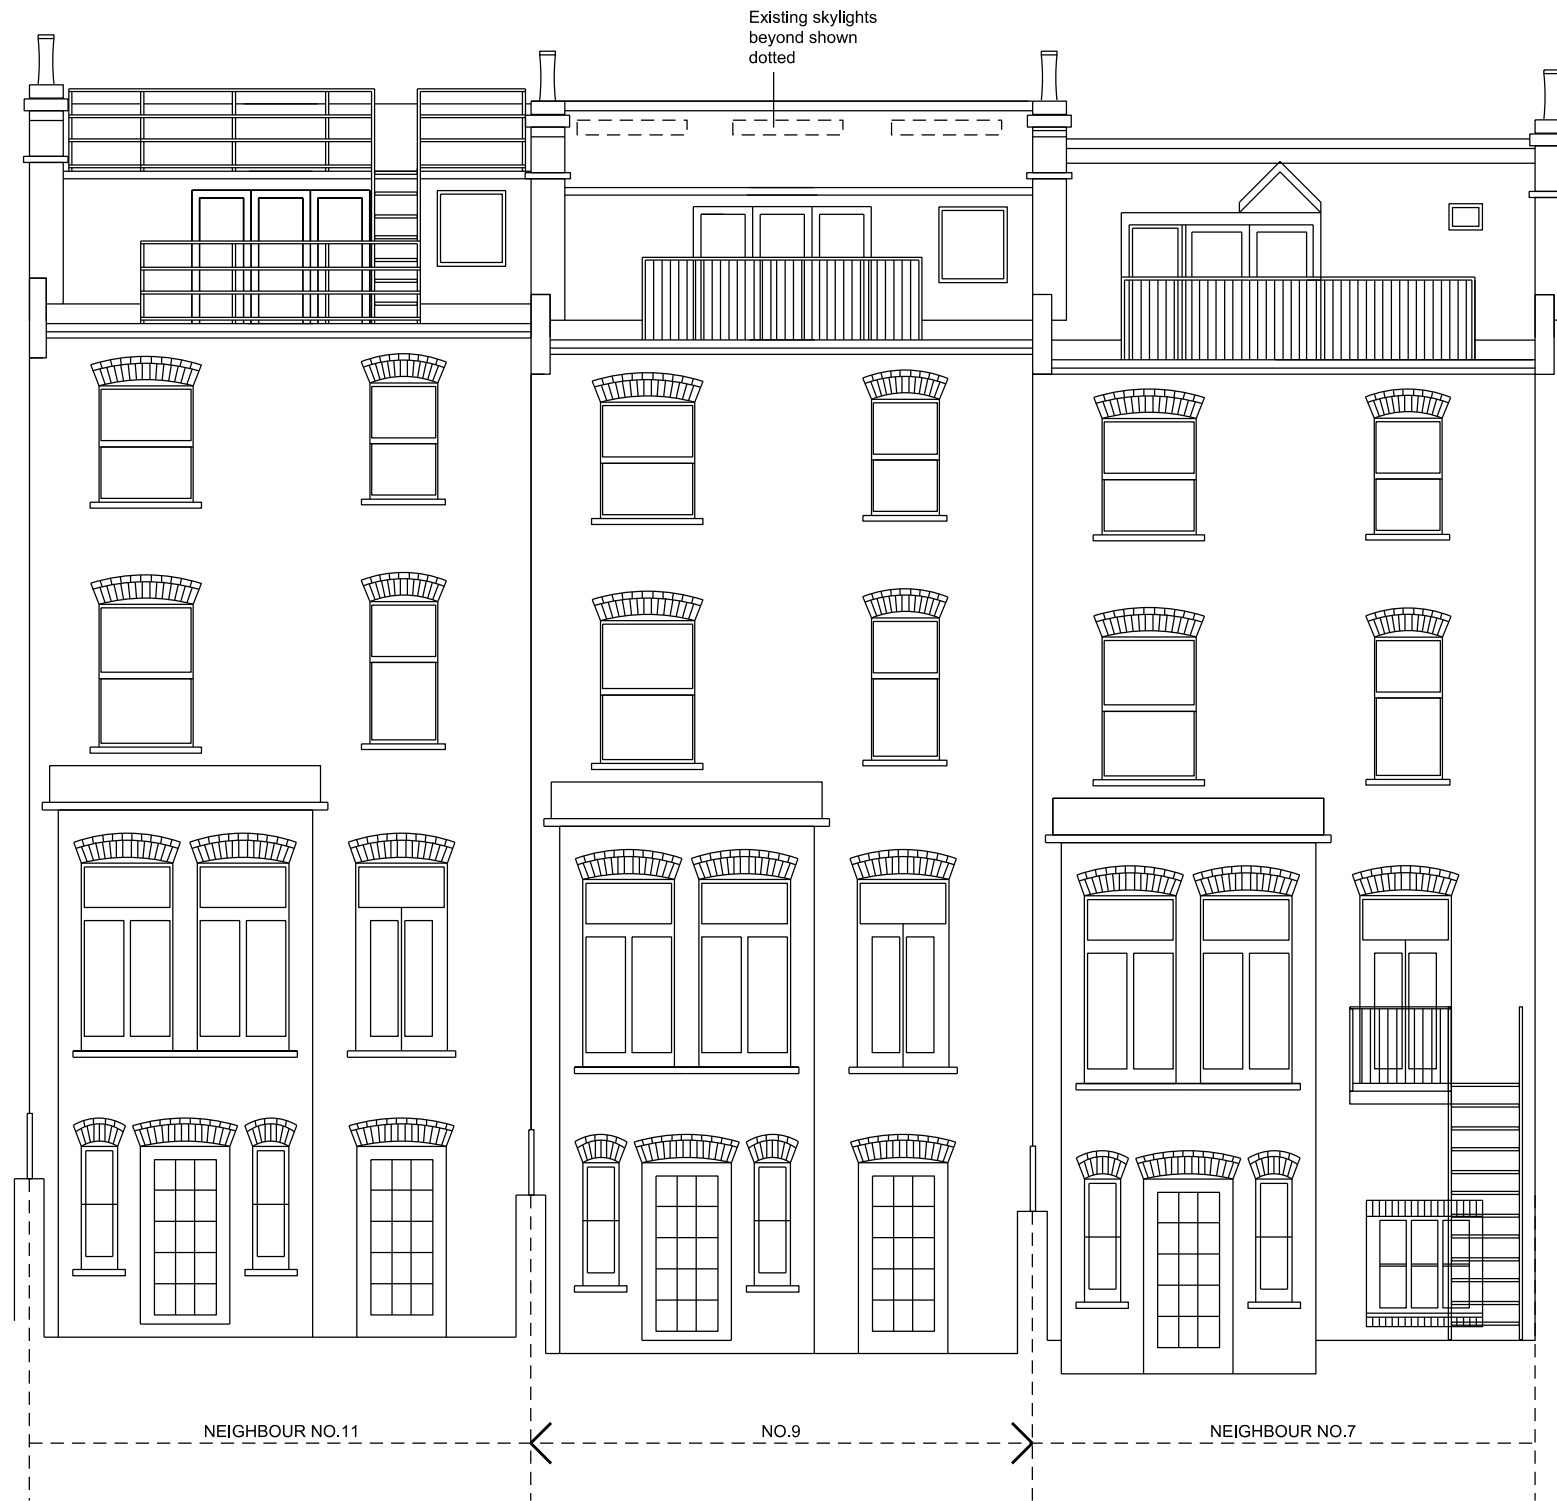 Existing skylights
beyond shown
dotted
NEIGHBOUR NO.11
NO.9
NEIGHBOUR NO.7